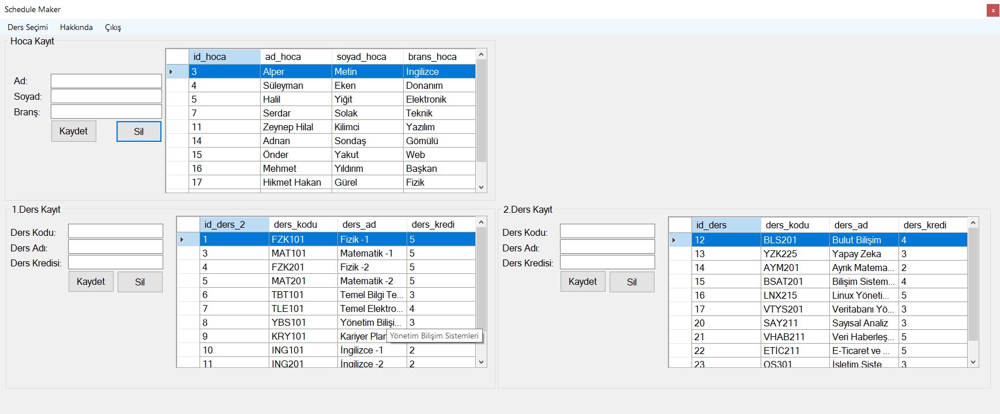 Schedule Maker
x
Ders Seçimi Hakkında Çıkış
Hoca Kayıt
Ad:
Soyad:
Branş:
Kaydet Sil
id_hoca ad_hoca soyad_hoca brans_hoca
3 Alper Metin İngilizce
4 Süleyman Eken Donanım
5 Halil Yiğit Elektronik
7 Serdar Solak Teknik
11 Zeynep Hilal Kilimci Yazılım
14 Adnan Sondaş Gömülü
15 Önder Yakut Web
16 Mehmet Yıldırım Başkan
17 Hikmet Hakan Gürel Fizik
1.Ders Kayıt
Ders Kodu:
Ders Adı:
Ders Kredisi:
Kaydet Sil
id_ders_2 ders_kodu ders_ad ders_kredi
1 FZK101 Fizik -1 5
3 MAT101 Matematik -1 5
4 FZK201 Fizik -2 5
5 MAT201 Matematik -2 5
6 TBT101 Temel Bilgi Te... 3
7 TLE101 Temel Elektro... 4
8 YBS101 Yönetim Bilişi... 3
9 KRY101 Kariyer Plan
Yönetim Bilişim Sistemleri
10 ING101 İngilizce -1 2
11 ING201 İngilizce -2 2
2.Ders Kayıt
Ders Kodu:
Ders Adı:
Ders Kredisi:
Kaydet Sil
id_ders ders_kodu ders_ad ders_kredi
12 BLS201 Bulut Bilişim 4
13 YZK225 Yapay Zeka 3
14 AYM201 Ayrık Matema... 2
15 BSAT201 Bilişim Sistem... 4
16 LNX215 Linux Yöneti... 5
17 VTYS201 Veritabanı Yö... 3
20 SAY211 Sayısal Analiz 3
21 VHAB211 Veri Haberleş... 5
22 ETİC211 E-Ticaret ve ... 5
23 OS301 İşletim Siste 3